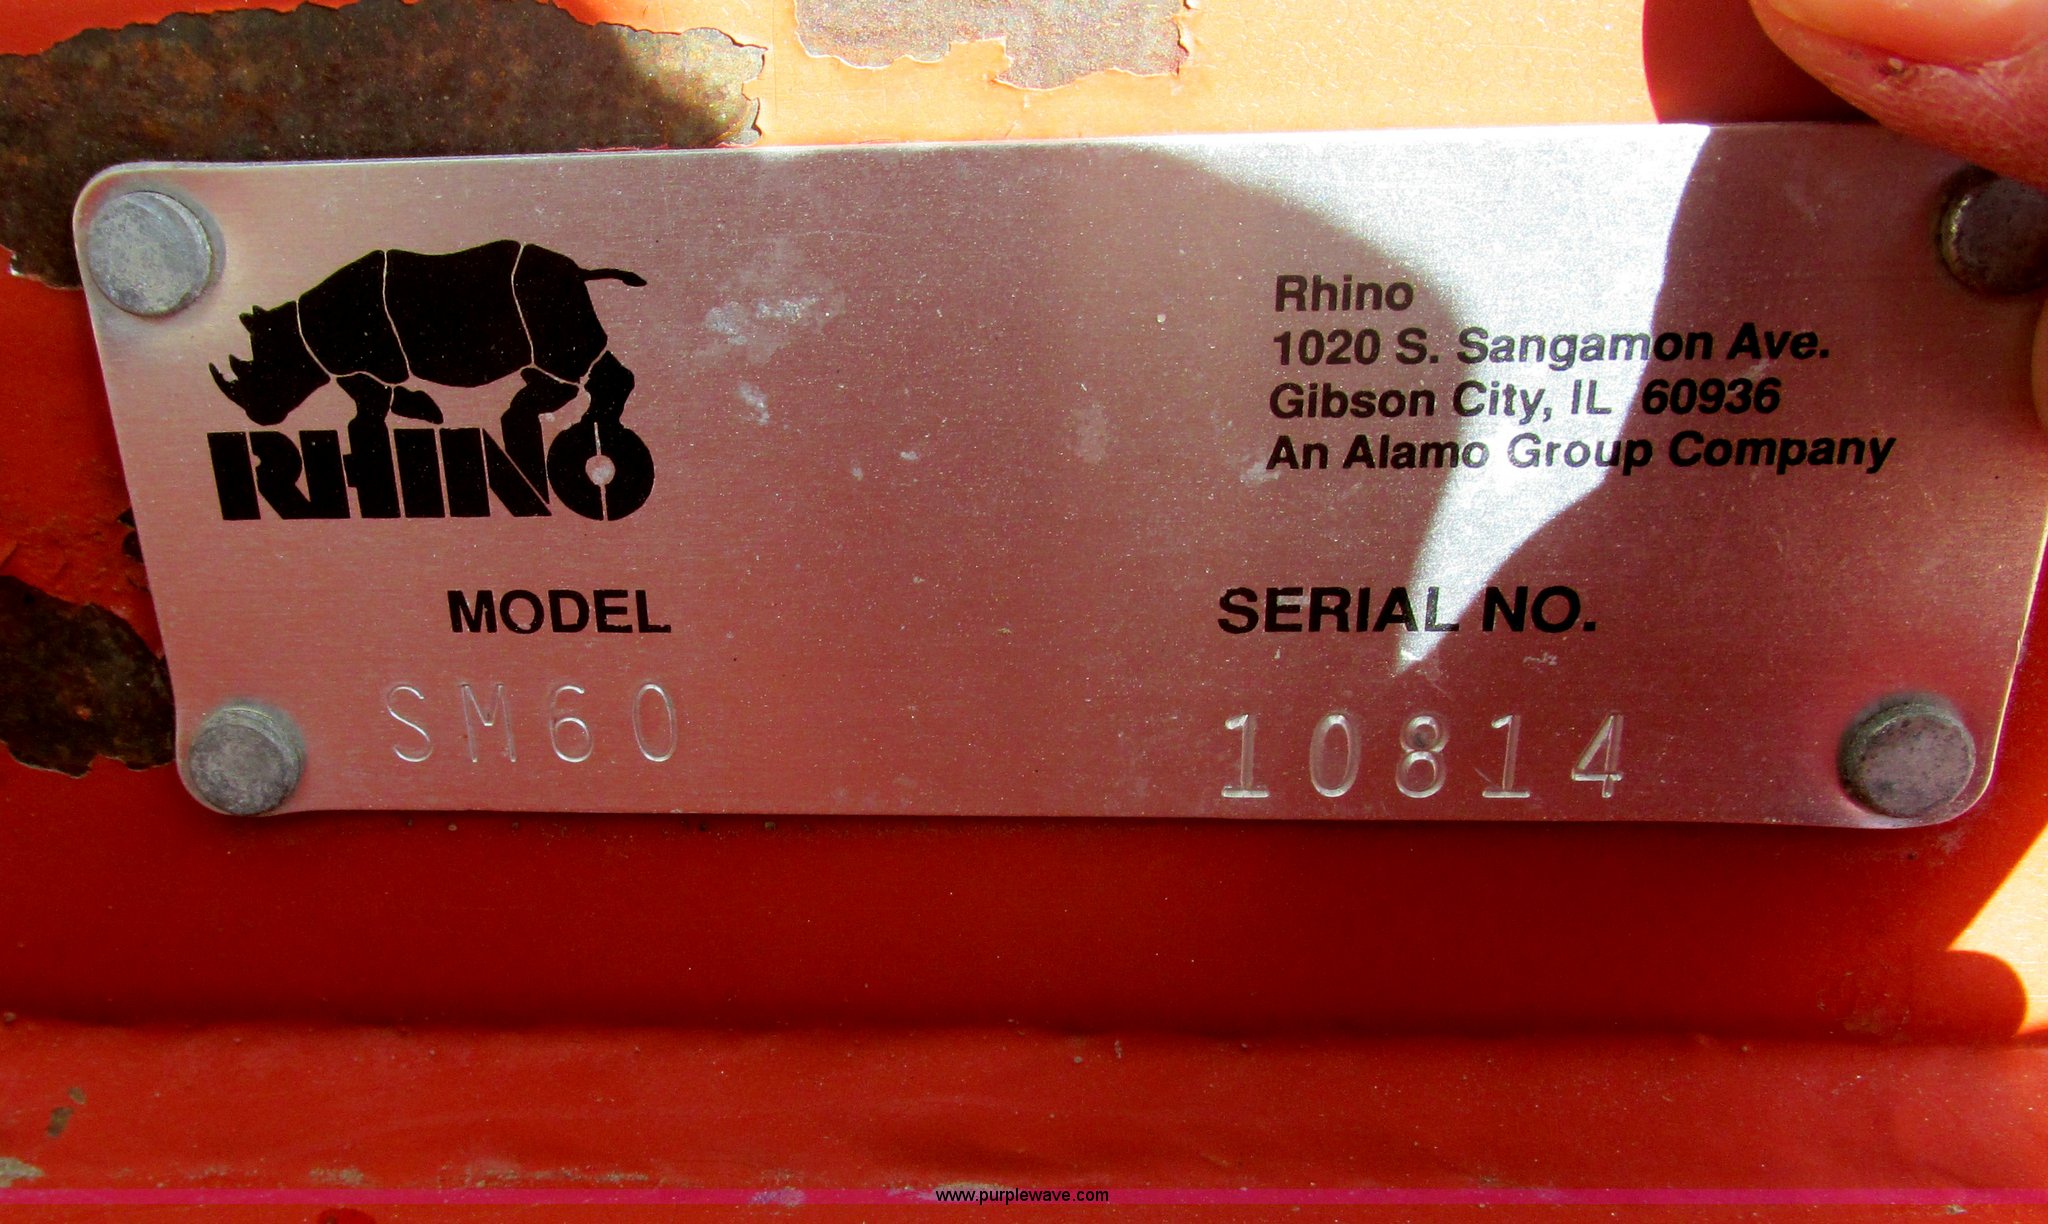 RHINO
Rhino
1020 S. Sangamon Ave.
Gibson City, IL 60936
An Alamo Group Company
MODEL
SERIAL NO.
SM60
10814
www.purplewave.com